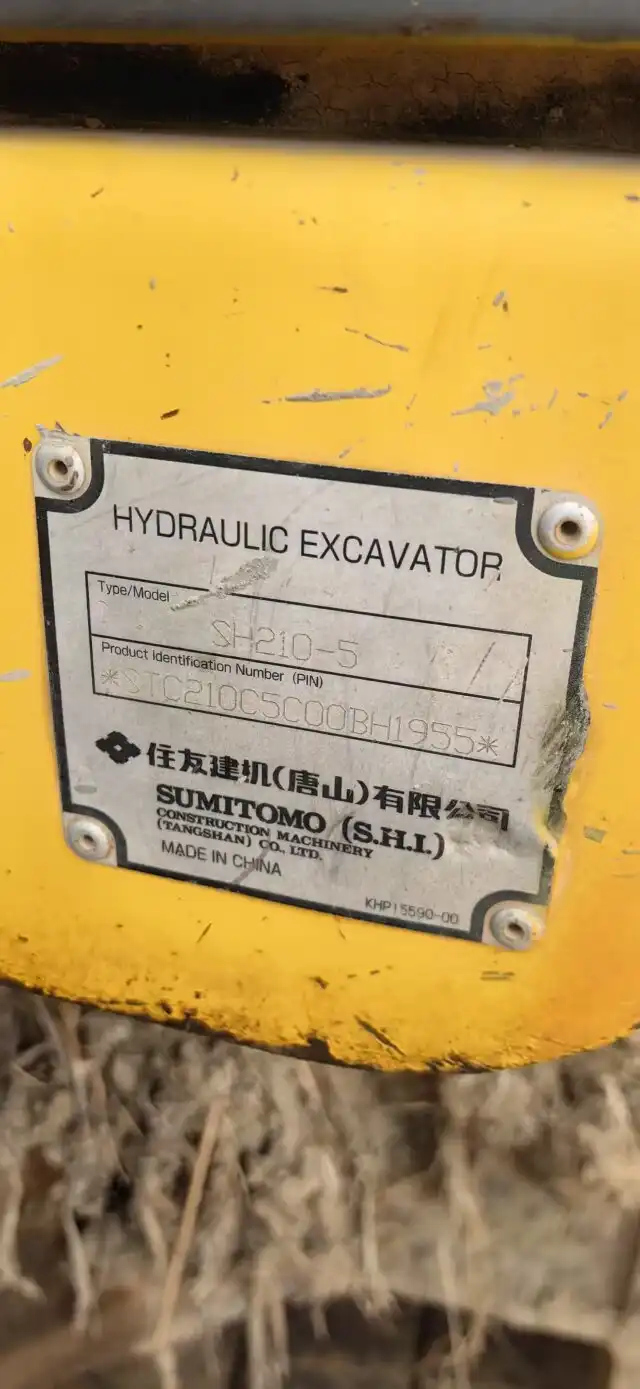 HYDRAULIC EXCAVATOR
Type/Model
SH210-5
Product Identification Number (PIN)
*STC210C5C00BH1955*
住友建机(唐山)有限公司
SUMITOMO (S.H.I.)
CONSTRUCTION MACHINERY
(TANGSHAN) CO., LTD.
MADE IN CHINA
KHP15590-00